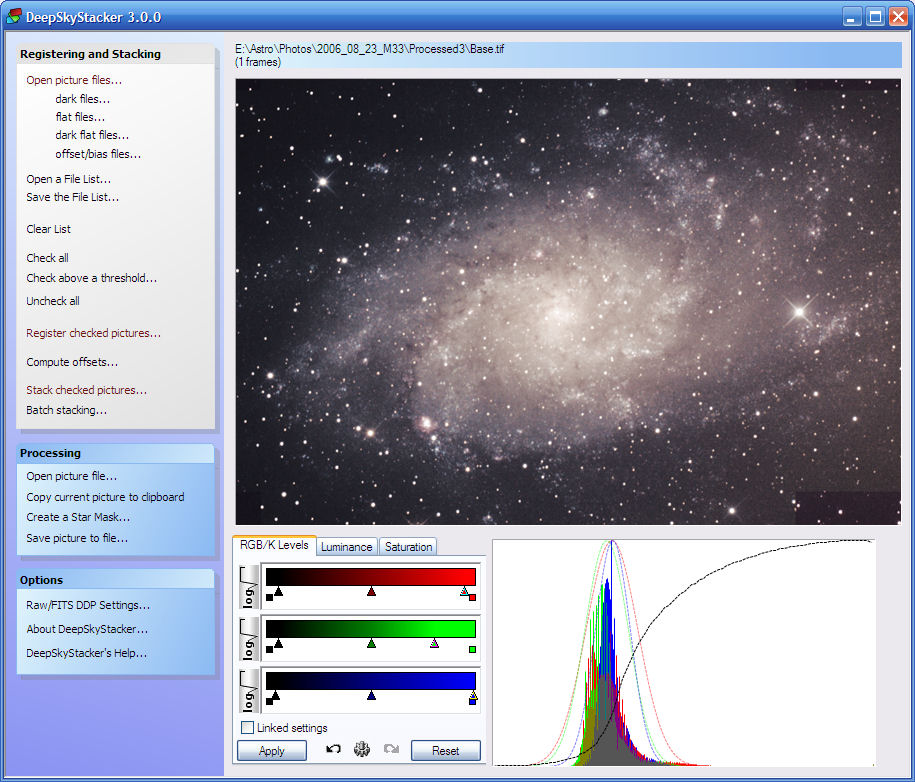 DeepSkyStacker 3.0.0
Registering and Stacking
Open picture files...
dark files...
flat files...
dark flat files...
offset/bias files...
Open a File List...
Save the File List...
Clear List
Check all
Check above a threshold...
Uncheck all
Register checked pictures...
Compute offsets...
Stack checked pictures...
Batch stacking...
Processing
Open picture file...
Copy current picture to clipboard
Create a Star Mask...
Save picture to file...
Options
Raw/FITS DDP Settings...
About DeepSkyStacker...
DeepSkyStacker's Help...
E:\Astro\Photos\2006_08_23_M33\Processed3\Base.tif
(1 frames)
RGB/K Levels Luminance Saturation
log
log
log
Linked settings
Apply Reset